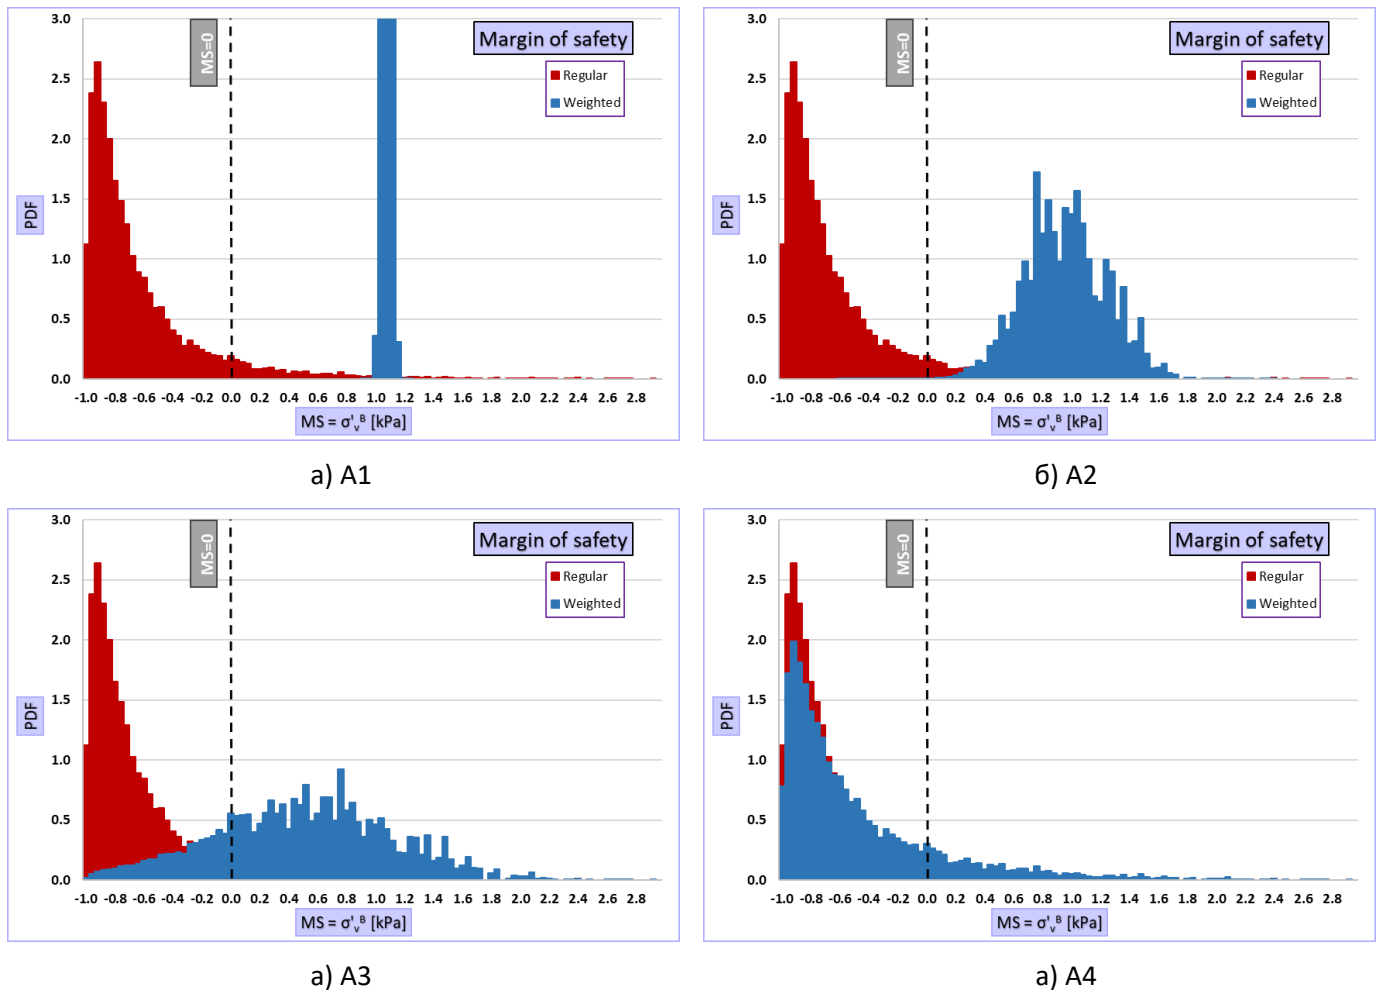 3.0
2.5
2.0
1.5
1.0
0.5
0.0
PDF
MS=0
Margin of safety
Regular
Weighted
-1.0 -0.8 -0.6 -0.4 -0.2 0.0 0.2 0.4 0.6 0.8 1.0 1.2 1.4 1.6 1.8 2.0 2.2 2.4 2.6 2.8
MS = σ'ᵥᴮ [kPa]
а) A1
3.0
2.5
2.0
1.5
1.0
0.5
0.0
PDF
MS=0
Margin of safety
Regular
Weighted
-1.0 -0.8 -0.6 -0.4 -0.2 0.0 0.2 0.4 0.6 0.8 1.0 1.2 1.4 1.6 1.8 2.0 2.2 2.4 2.6 2.8
MS = σ'ᵥᴮ [kPa]
б) A2
3.0
2.5
2.0
1.5
1.0
0.5
0.0
PDF
MS=0
Margin of safety
Regular
Weighted
-1.0 -0.8 -0.6 -0.4 -0.2 0.0 0.2 0.4 0.6 0.8 1.0 1.2 1.4 1.6 1.8 2.0 2.2 2.4 2.6 2.8
MS = σ'ᵥᴮ [kPa]
а) A3
3.0
2.5
2.0
1.5
1.0
0.5
0.0
PDF
MS=0
Margin of safety
Regular
Weighted
-1.0 -0.8 -0.6 -0.4 -0.2 0.0 0.2 0.4 0.6 0.8 1.0 1.2 1.4 1.6 1.8 2.0 2.2 2.4 2.6 2.8
MS = σ'ᵥᴮ [kPa]
а) A4